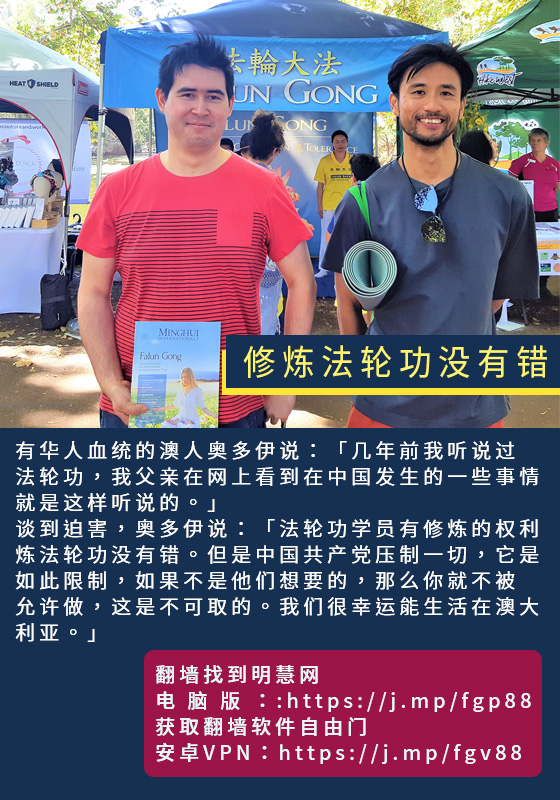 HEAT SHIELD
法輪大法
FALUN GONG
FALUN GONG
TOLERANCE
MINGHUI
INTERNATIONAL
Falun Gong
修炼法轮功没有错
有华人血统的澳人奥多伊说：「几年前我听说过
法轮功，我父亲在网上看到在中国发生的一些事情
就是这样听说的。」
谈到迫害，奥多伊说：「法轮功学员有修炼的权利
炼法轮功没有错。但是中国共产党压制一切，它是
如此限制，如果不是他们想要的，那么你就不被
允许做，这是不可取的。我们很幸运能生活在澳大
利亚。」
翻墙找到明慧网
电 脑 版 ：:https://j.mp/fgp88
获取翻墙软件自由门
安卓VPN：https://j.mp/fgv88